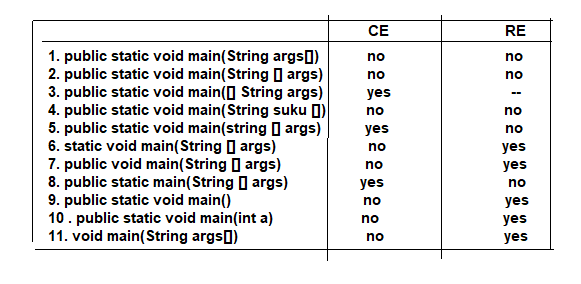 CE RE
1. public static void main(String args[]) no no
2. public static void main(String [] args) no no
3. public static void main([] String args) yes --
4. public static void main(String suku []) no no
5. public static void main(string [] args) yes no
6. static void main(String [] args) no yes
7. public void main(String [] args) no yes
8. public static main(String [] args) yes no
9. public static void main() no yes
10 . public static void main(int a) no yes
11. void main(String args[]) no yes